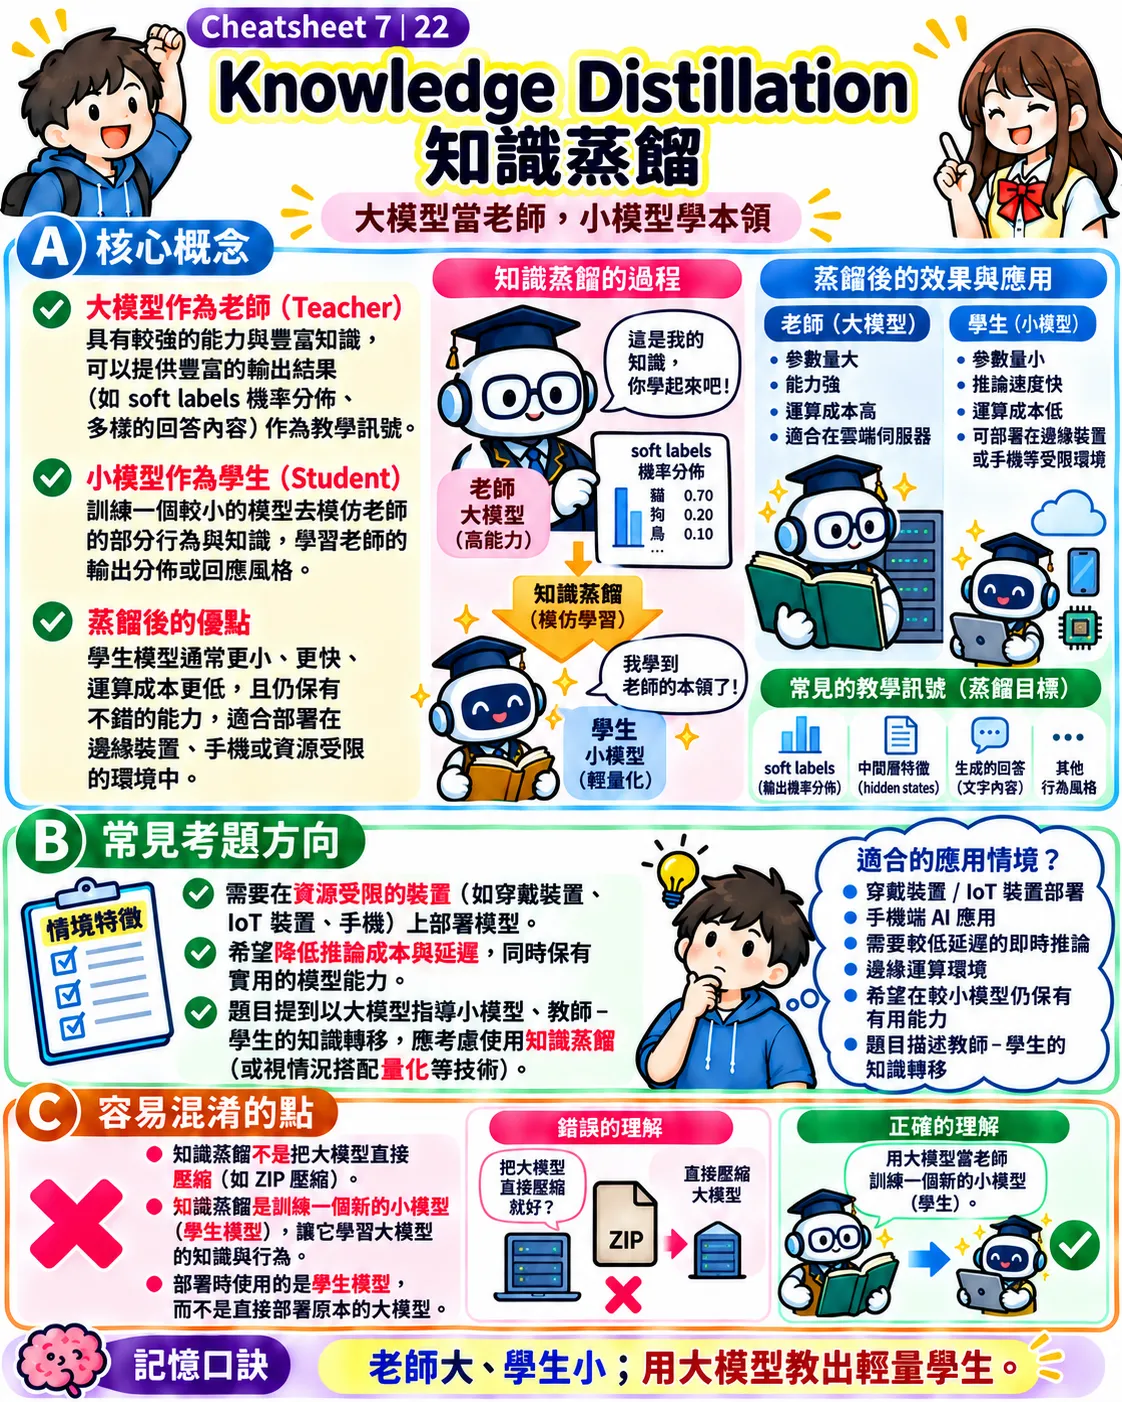 Cheatsheet 7 | 22
Knowledge Distillation
知識蒸餾
大模型當老師，小模型學本領
A 核心概念
大模型作為老師（Teacher）
具有較強的能力與豐富知識，
可以提供豐富的輸出結果
（如 soft labels 機率分佈、
多樣的回答內容）作為教學訊號。
小模型作為學生（Student）
訓練一個較小的模型去模仿老師
的部分行為與知識，學習老師的
輸出分佈或回應風格。
蒸餾後的優點
學生模型通常更小、更快、
運算成本更低，且仍保有
不錯的能力，適合部署在
邊緣裝置、手機或資源受限
的環境中。
知識蒸餾的過程
這是我的
知識，
你學起來吧！
soft labels
機率分佈
貓 0.70
狗 0.20
鳥 0.10
...
老師
大模型
（高能力）
知識蒸餾
（模仿學習）
我學到
老師的本領了！
學生
小模型
（輕量化）
蒸餾後的效果與應用
老師（大模型）
• 參數量大
• 能力強
• 運算成本高
• 適合在雲端伺服器
學生（小模型）
• 參數量小
• 推論速度快
• 運算成本低
• 可部署在邊緣裝置
或手機等受限環境
常見的教學訊號（蒸餾目標）
soft labels
（輸出機率分佈）
中間層特徵
（hidden states）
生成的回答
（文字內容）
其他
行為風格
B 常見考題方向
情境特徵
需要在資源受限的裝置（如穿戴裝置、
IoT 裝置、手機）上部署模型。
希望降低推論成本與延遲，同時保有
實用的模型能力。
題目提到以大模型指導小模型、教師–
學生的知識轉移，應考慮使用知識蒸餾
（或視情況搭配量化等技術）。
適合的應用情境？
• 穿戴裝置 / IoT 裝置部署
• 手機端 AI 應用
• 需要較低延遲的即時推論
• 邊緣運算環境
• 希望在較小模型仍保有
有用能力
• 題目描述教師–學生的
知識轉移
C 容易混淆的點
• 知識蒸餾不是把大模型直接
壓縮（如 ZIP 壓縮）。
• 知識蒸餾是訓練一個新的小模型
（學生模型），讓它學習大模型
的知識與行為。
• 部署時使用的是學生模型，
而不是直接部署原本的大模型。
錯誤的理解
把大模型
直接壓縮
就好？
ZIP
直接壓縮
大模型
正確的理解
用大模型當老師
訓練一個新的小模型
（學生）。
記憶口訣
老師大、學生小；用大模型教出輕量學生。